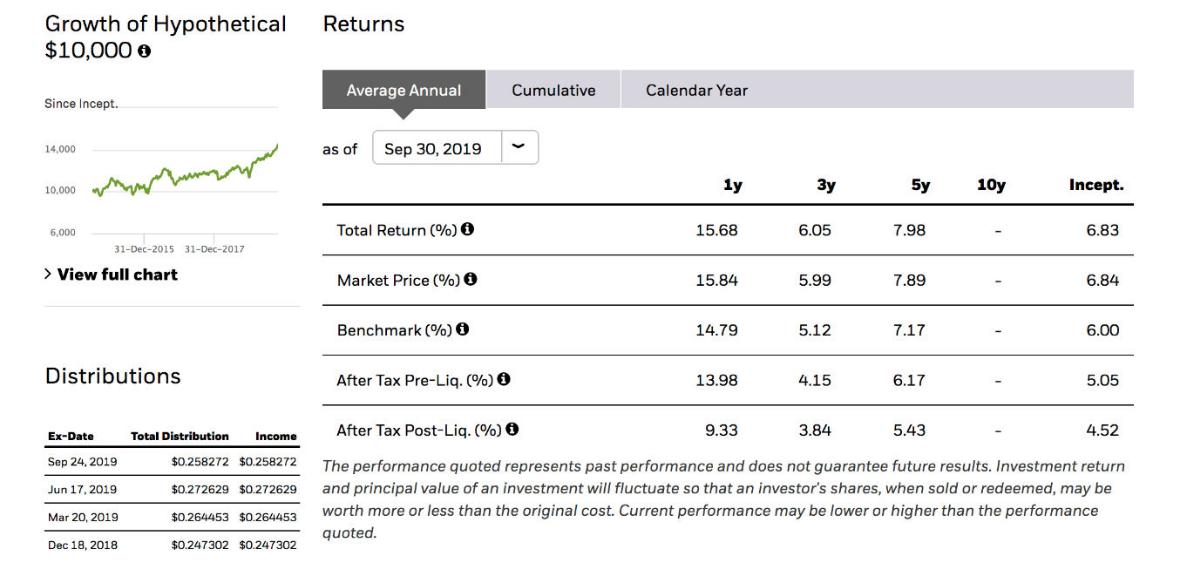 Growth of Hypothetical
$10,000
Since Incept.
14,000
10,000
6,000
31-Dec-2015 31-Dec-2017
> View full chart
Distributions
Ex-Date Total Distribution Income
Sep 24, 2019 $0.258272 $0.258272
Jun 17, 2019 $0.272629 $0.272629
Mar 20, 2019 $0.264453 $0.264453
Dec 18, 2018 $0.247302 $0.247302
Returns
Average Annual Cumulative Calendar Year
as of Sep 30, 2019
1y 3y 5y 10y Incept.
Total Return (%) 15.68 6.05 7.98 - 6.83
Market Price (%) 15.84 5.99 7.89 - 6.84
Benchmark (%) 14.79 5.12 7.17 - 6.00
After Tax Pre-Liq. (%) 13.98 4.15 6.17 - 5.05
After Tax Post-Liq. (%) 9.33 3.84 5.43 - 4.52
The performance quoted represents past performance and does not guarantee future results. Investment return
and principal value of an investment will fluctuate so that an investor's shares, when sold or redeemed, may be
worth more or less than the original cost. Current performance may be lower or higher than the performance
quoted.